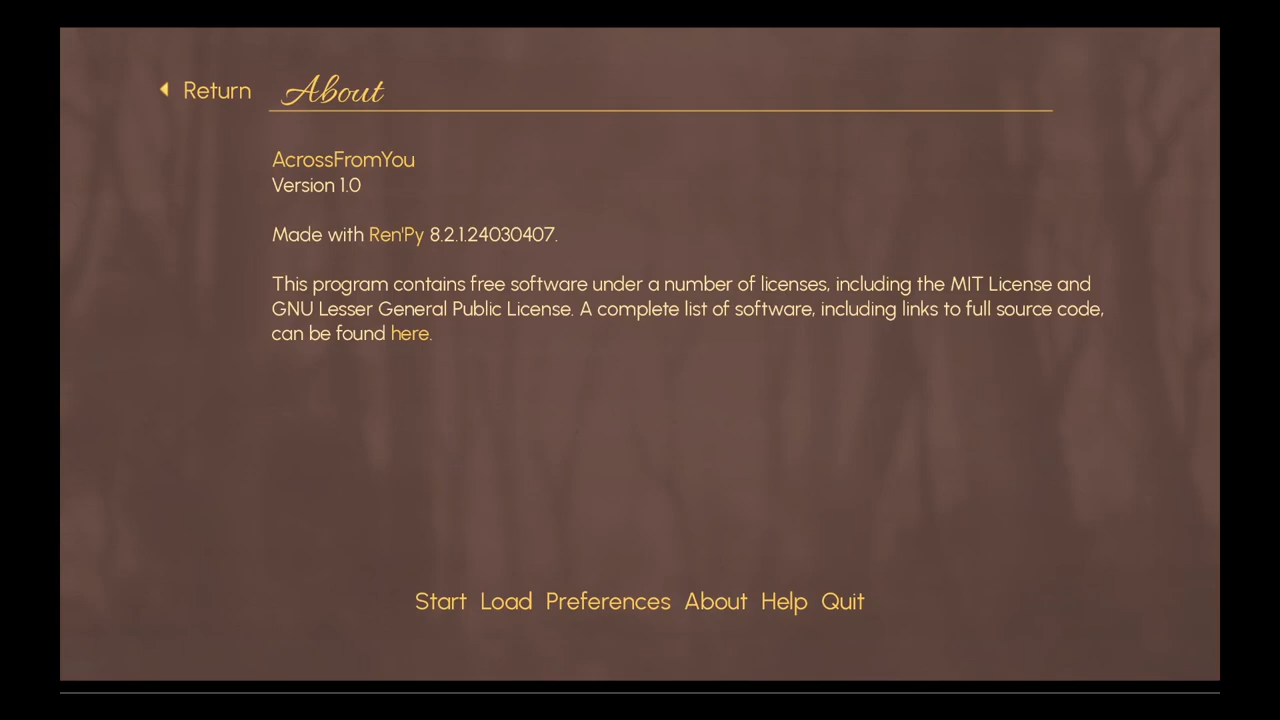 Return About
AcrossFromYou
Version 1.0
Made with Ren'Py 8.2.1.24030407.
This program contains free software under a number of licenses, including the MIT License and
GNU Lesser General Public License. A complete list of software, including links to full source code,
can be found here.
Start Load Preferences About Help Quit